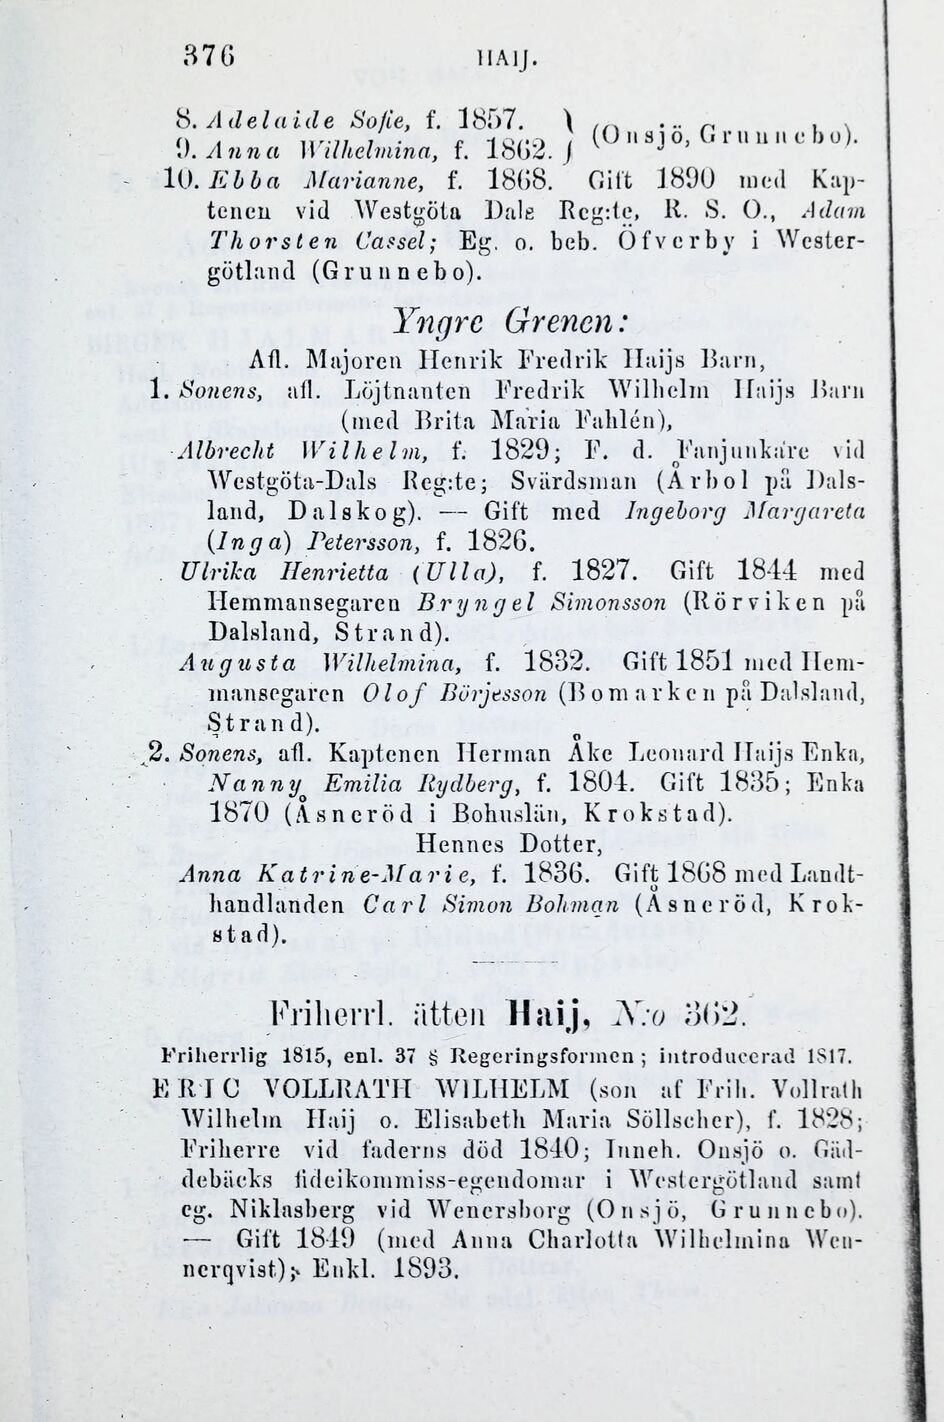 376 HAIJ.
8. Adelaide Sofie, f. 1857. } (Onsjö, Grunnebo).
9. Anna Wilhelmina, f. 1862. }
10. Ebba Marianne, f. 1868. Gift 1890 med Kap-
tenen vid Westgöta Dals Reg:te, R. S. O., Adam
Thorsten Cassel; Eg. o. beb. Öfverby i Wester-
götland (Grunnebo).
Yngre Grenen:
Afl. Majoren Henrik Fredrik Haijs Barn,
1. Sonens, afl. Löjtnanten Fredrik Wilhelm Haijs Barn
(med Brita Maria Fahlén),
Albrecht Wilhelm, f. 1829; F. d. Fanjunkare vid
Westgöta-Dals Reg:te; Svärdsman (Årbol på Dals-
land, Dalskog). — Gift med Ingeborg Margareta
(Inga) Petersson, f. 1826.
Ulrika Henrietta (Ulla), f. 1827. Gift 1844 med
Hemmansegaren Bryngel Simonsson (Rörviken på
Dalsland, Strand).
Augusta Wilhelmina, f. 1832. Gift 1851 med Hem-
mansegaren Olof Börjesson (Bomarken på Dalsland,
Strand).
2. Sonens, afl. Kaptenen Herman Åke Leonard Haijs Enka,
Nanny Emilia Rydberg, f. 1804. Gift 1835; Enka
1870 (Åsneröd i Bohuslän, Krokstad).
Hennes Dotter,
Anna Katrine-Marie, f. 1836. Gift 1868 med Landt-
handlanden Carl Simon Bohman (Åsneröd, Krok-
stad).
Friherrl. ätten Haij, N:o 362.
Friherrlig 1815, enl. 37 § Regeringsformen; introducerad 1817.
ERIC VOLLRATH WILHELM (son af Frih. Vollrath
Wilhelm Haij o. Elisabeth Maria Söllscher), f. 1828;
Friherre vid faderns död 1840; Inneh. Onsjö o. Gäd-
debäcks fideikommiss-egendomar i Westergötland samt
eg. Niklasberg vid Wenersborg (Onsjö, Grunnebo).
— Gift 1849 (med Anna Charlotta Wilhelmina Wen-
nerqvist); Enkl. 1893.